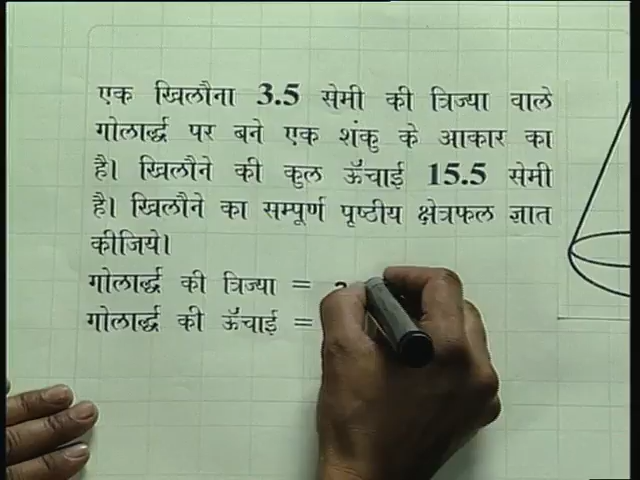 एक खिलौना 3.5 सेमी की त्रिज्या वाले
गोलार्द्ध पर बने एक शंकु के आकार का
है। खिलौने की कुल ऊँचाई 15.5 सेमी
है। खिलौने का सम्पूर्ण पृष्ठीय क्षेत्रफल ज्ञात
कीजिये।
गोलार्द्ध की त्रिज्या =
गोलार्द्ध की ऊँचाई =